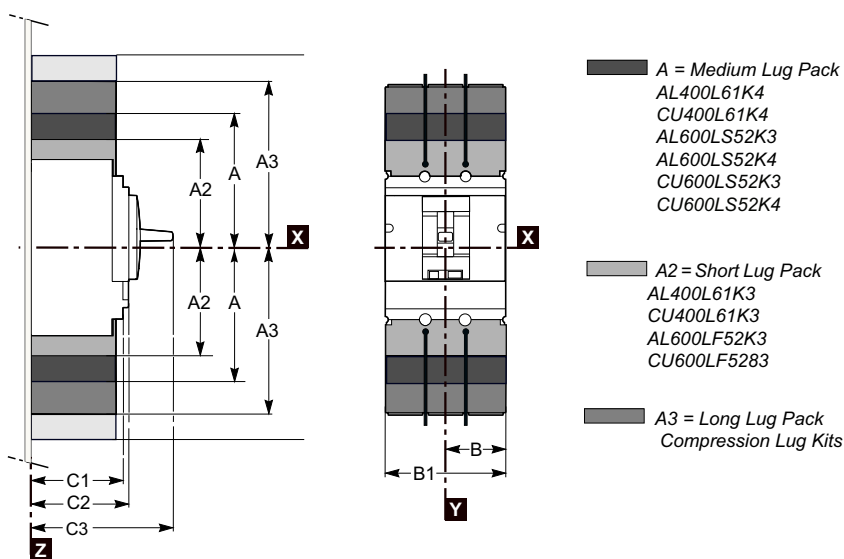 A2
A
A3
X
A2
A
A3
C1
C2
C3
Z
X
B
B1
Y
A = Medium Lug Pack
AL400L61K4
CU400L61K4
AL600LS52K3
AL600LS52K4
CU600LS52K3
CU600LS52K4
A2 = Short Lug Pack
AL400L61K3
CU400L61K3
AL600LF52K3
CU600LF5283
A3 = Long Lug Pack
Compression Lug Kits